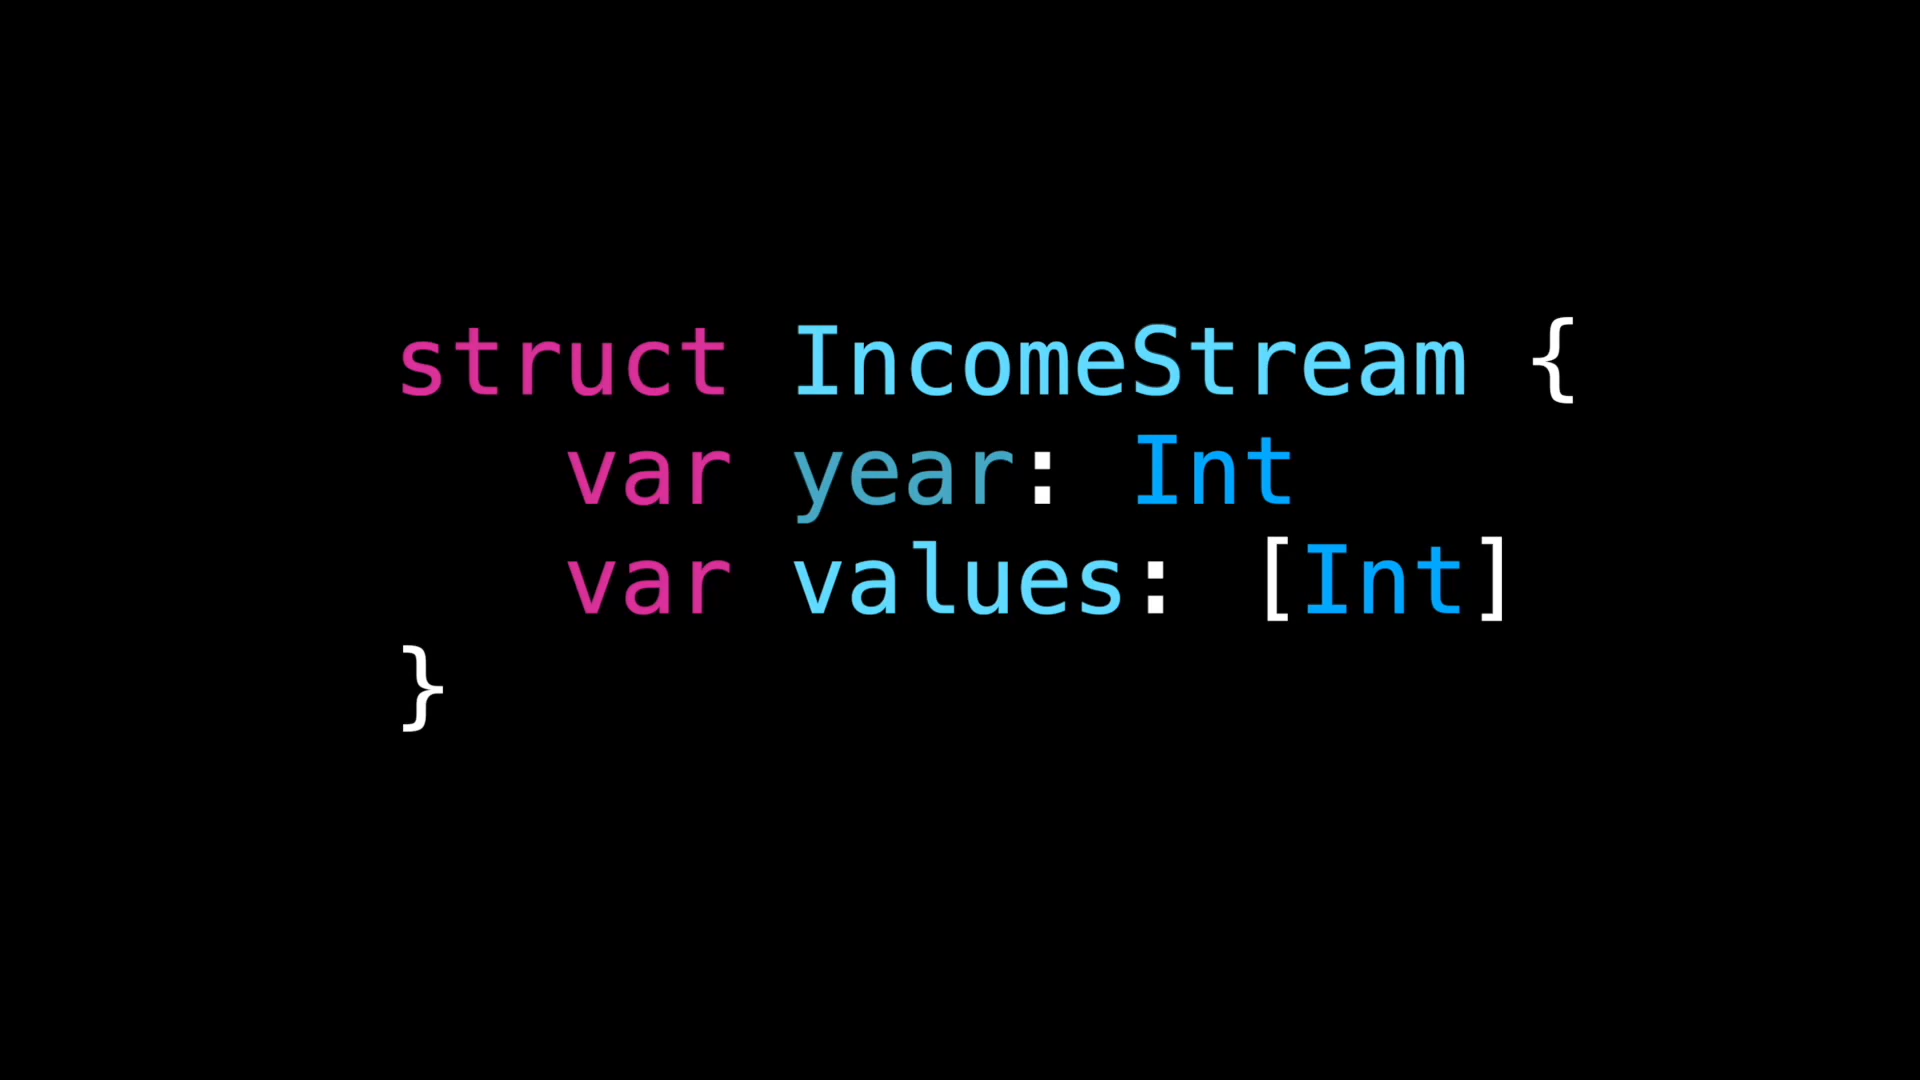 struct IncomeStream {
   var year: Int
   var values: [Int]
}